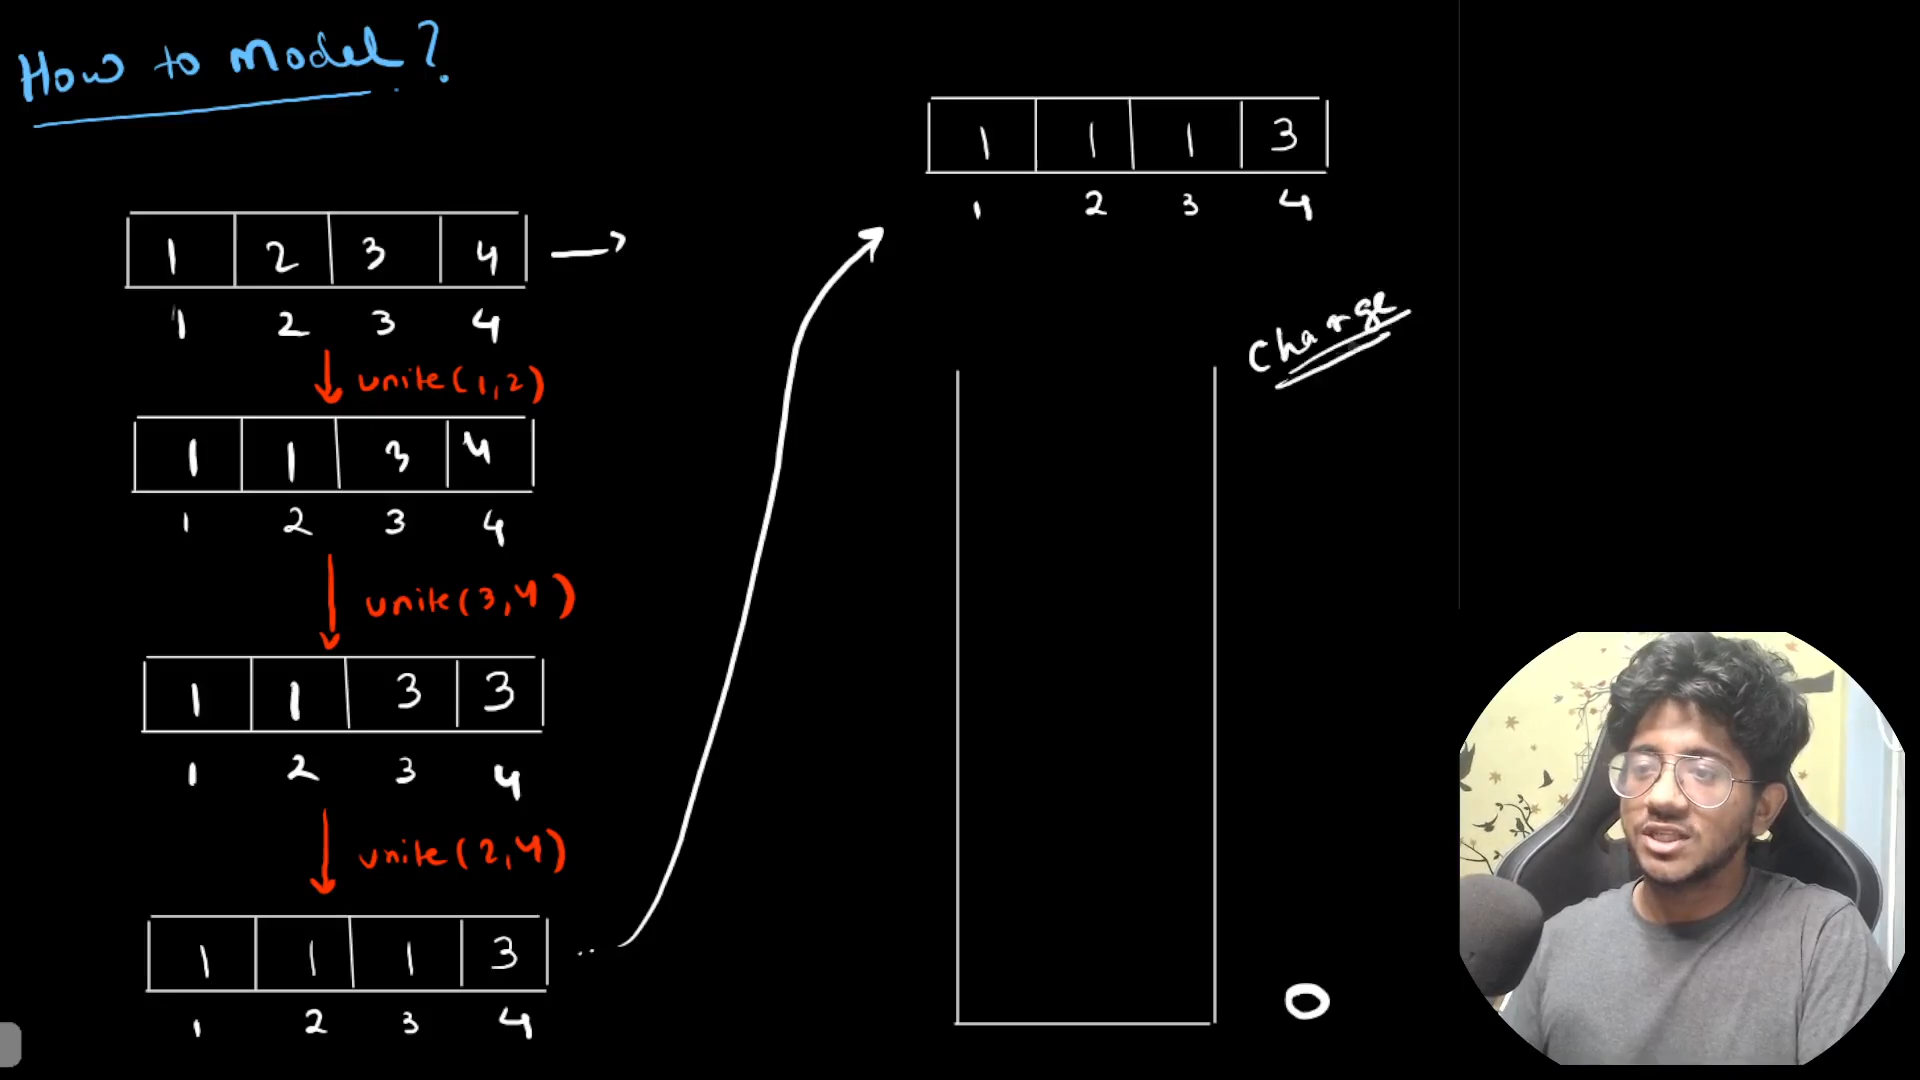 How to Model?
1 2 3 4
1 2 3 4
unite(1,2)
1 1 3 4
1 2 3 4
unite(3,4)
1 1 3 3
1 2 3 4
unite(2,4)
1 1 1 3
1 2 3 4
1 1 1 3
1 2 3 4
Change
0